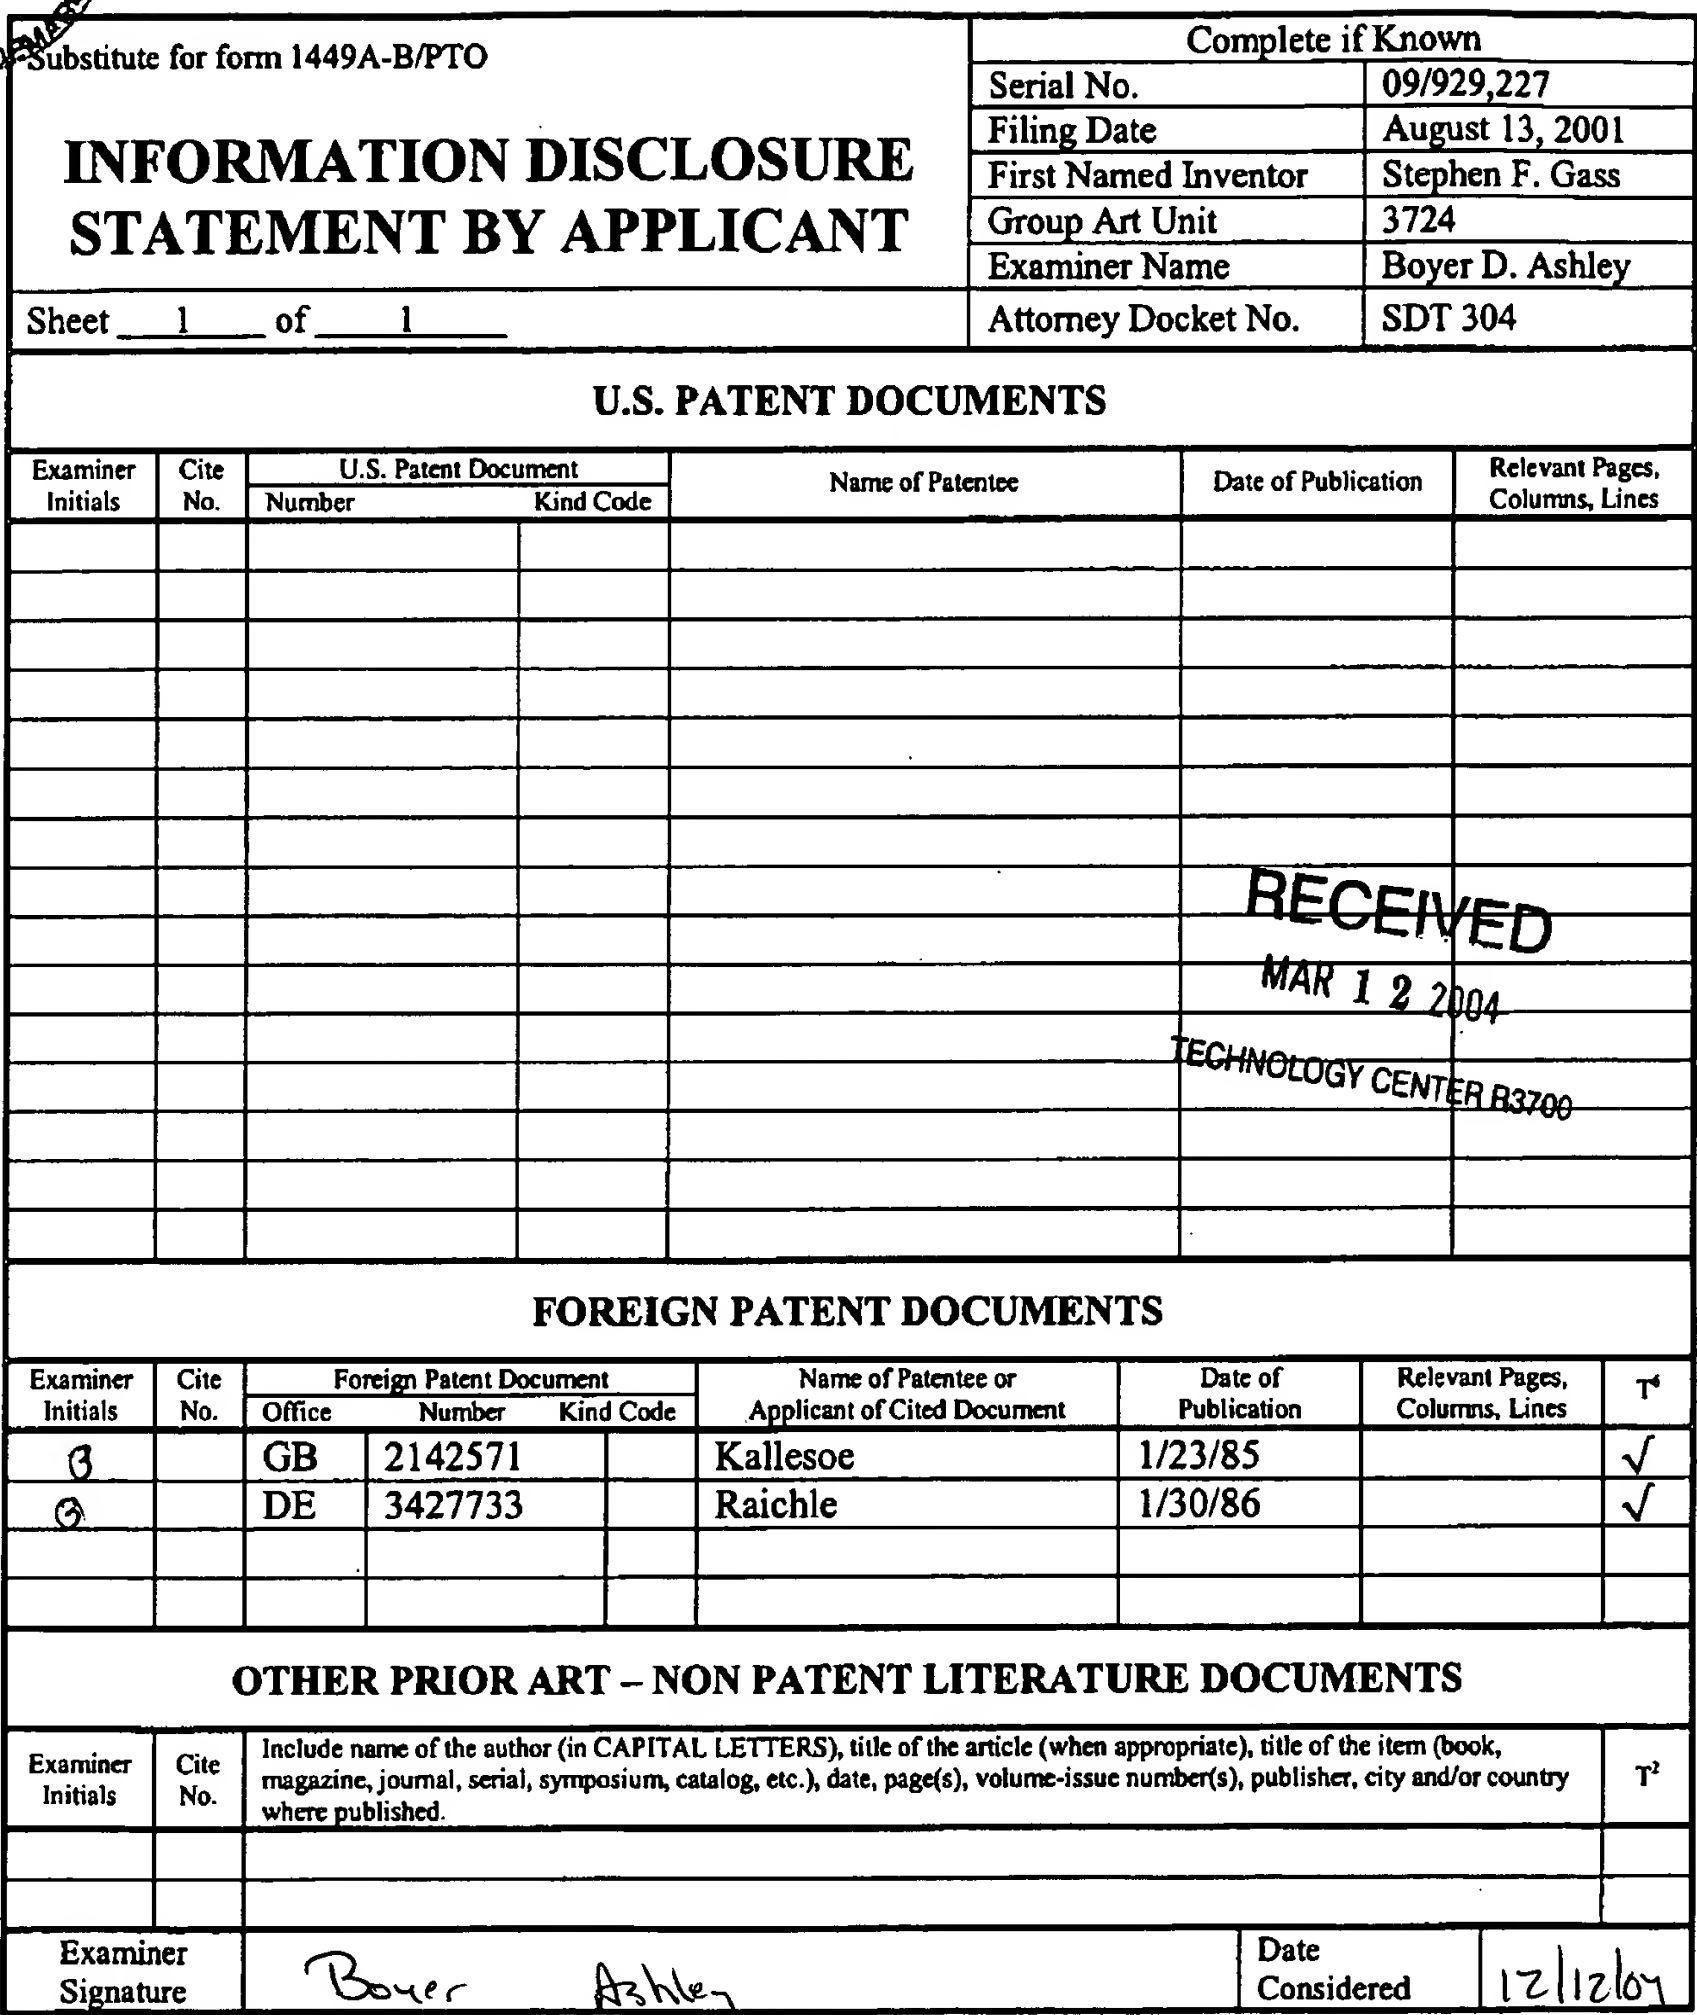 Substitute for form 1449A-B/PTO
INFORMATION DISCLOSURE
STATEMENT BY APPLICANT
Sheet 1 of 1
Complete if Known
Serial No. 09/929,227
Filing Date August 13, 2001
First Named Inventor Stephen F. Gass
Group Art Unit 3724
Examiner Name Boyer D. Ashley
Attorney Docket No. SDT 304
U.S. PATENT DOCUMENTS
Examiner Initials
Cite No.
U.S. Patent Document
Number Kind Code
Name of Patentee
Date of Publication
Relevant Pages, Columns, Lines
RECEIVED
MAR 12 2004
TECHNOLOGY CENTER R3700
FOREIGN PATENT DOCUMENTS
Examiner Initials
Cite No.
Foreign Patent Document
Office Number Kind Code
Name of Patentee or Applicant of Cited Document
Date of Publication
Relevant Pages, Columns, Lines
T⁶
GB 2142571 Kallesoe 1/23/85 √
DE 3427733 Raichle 1/30/86 √
OTHER PRIOR ART – NON PATENT LITERATURE DOCUMENTS
Examiner Initials
Cite No.
Include name of the author (in CAPITAL LETTERS), title of the article (when appropriate), title of the item (book,
magazine, journal, serial, symposium, catalog, etc.), date, page(s), volume-issue number(s), publisher, city and/or country
where published.
T²
Examiner Signature
Boyer Ashley
Date Considered
12/12/04